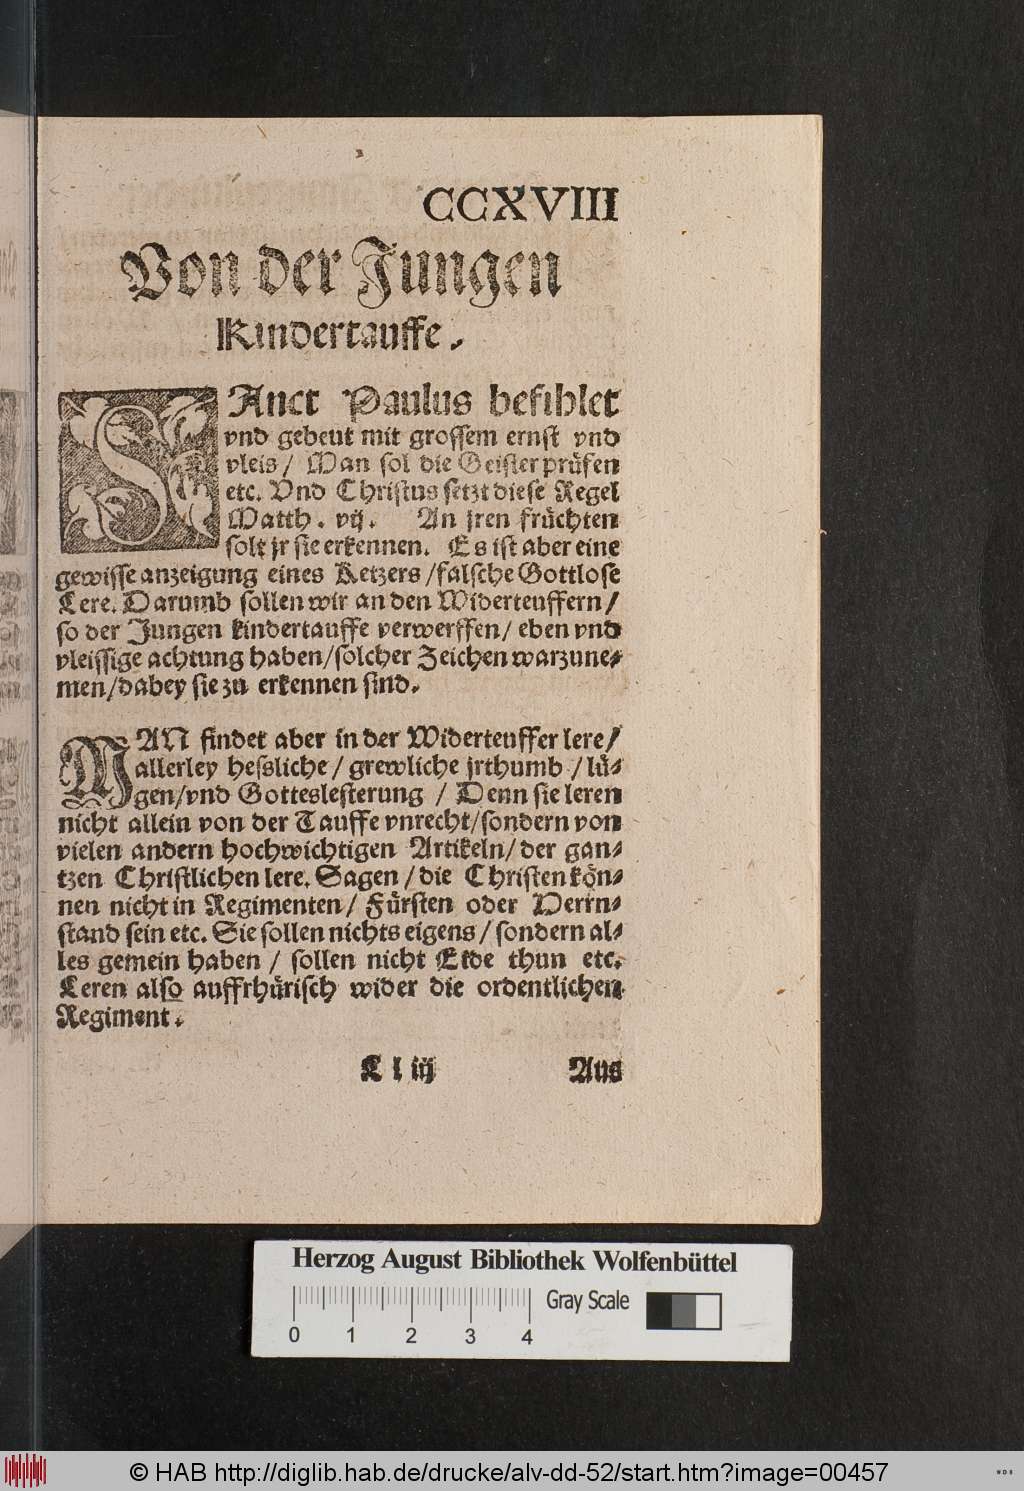 CCXVIII
Von der Jungen
Kindertauffe.
SAnct Paulus befihlet
vnd gebeut mit grossem ernst vnd
vleis / Man sol die Geister prüfen
etc. Vnd Christus setzt diese Regel
Matth. vij. An jren früchten
solt jr sie erkennen. Es ist aber eine
gewisse anzeigung eines Ketzers / falsche Gottlose
Lere. Darumb sollen wir an den Widerteuffern /
so der Jungen kindertauffe verwerffen / eben vnd
vleissige achtung haben / solcher Zeichen warzune-
men / dabey sie zu erkennen sind.
MAN findet aber in der Widerteuffer lere /
allerley hessliche / grewliche jrthumb / lü-
gen / vnd Gotteslesterung / Denn sie leren
nicht allein von der Tauffe vnrecht / sondern von
vielen andern hochwichtigen Artikeln / der gan-
tzen Christlichen lere. Sagen / die Christen kön-
nen nicht in Regimenten / Fürsten oder Herrn-
stand sein etc. Sie sollen nichts eigens / sondern al-
les gemein haben / sollen nicht Eide thun etc.
Leren also auffrhürisch wider die ordentlichen
Regiment.
L l iij Aus
Herzog August Bibliothek Wolfenbüttel
0 1 2 3 4 Gray Scale
© HAB http://diglib.hab.de/drucke/alv-dd-52/start.htm?image=00457